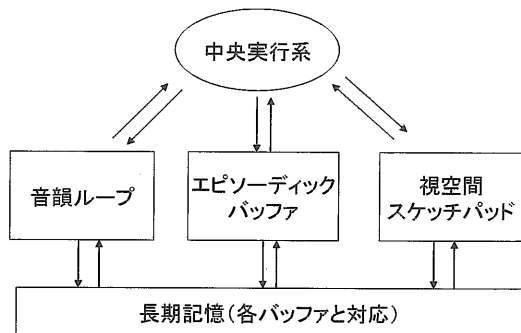 中央実行系
音韻ループ
エピソーディック
バッファ
視空間
スケッチパッド
長期記憶(各バッファと対応)